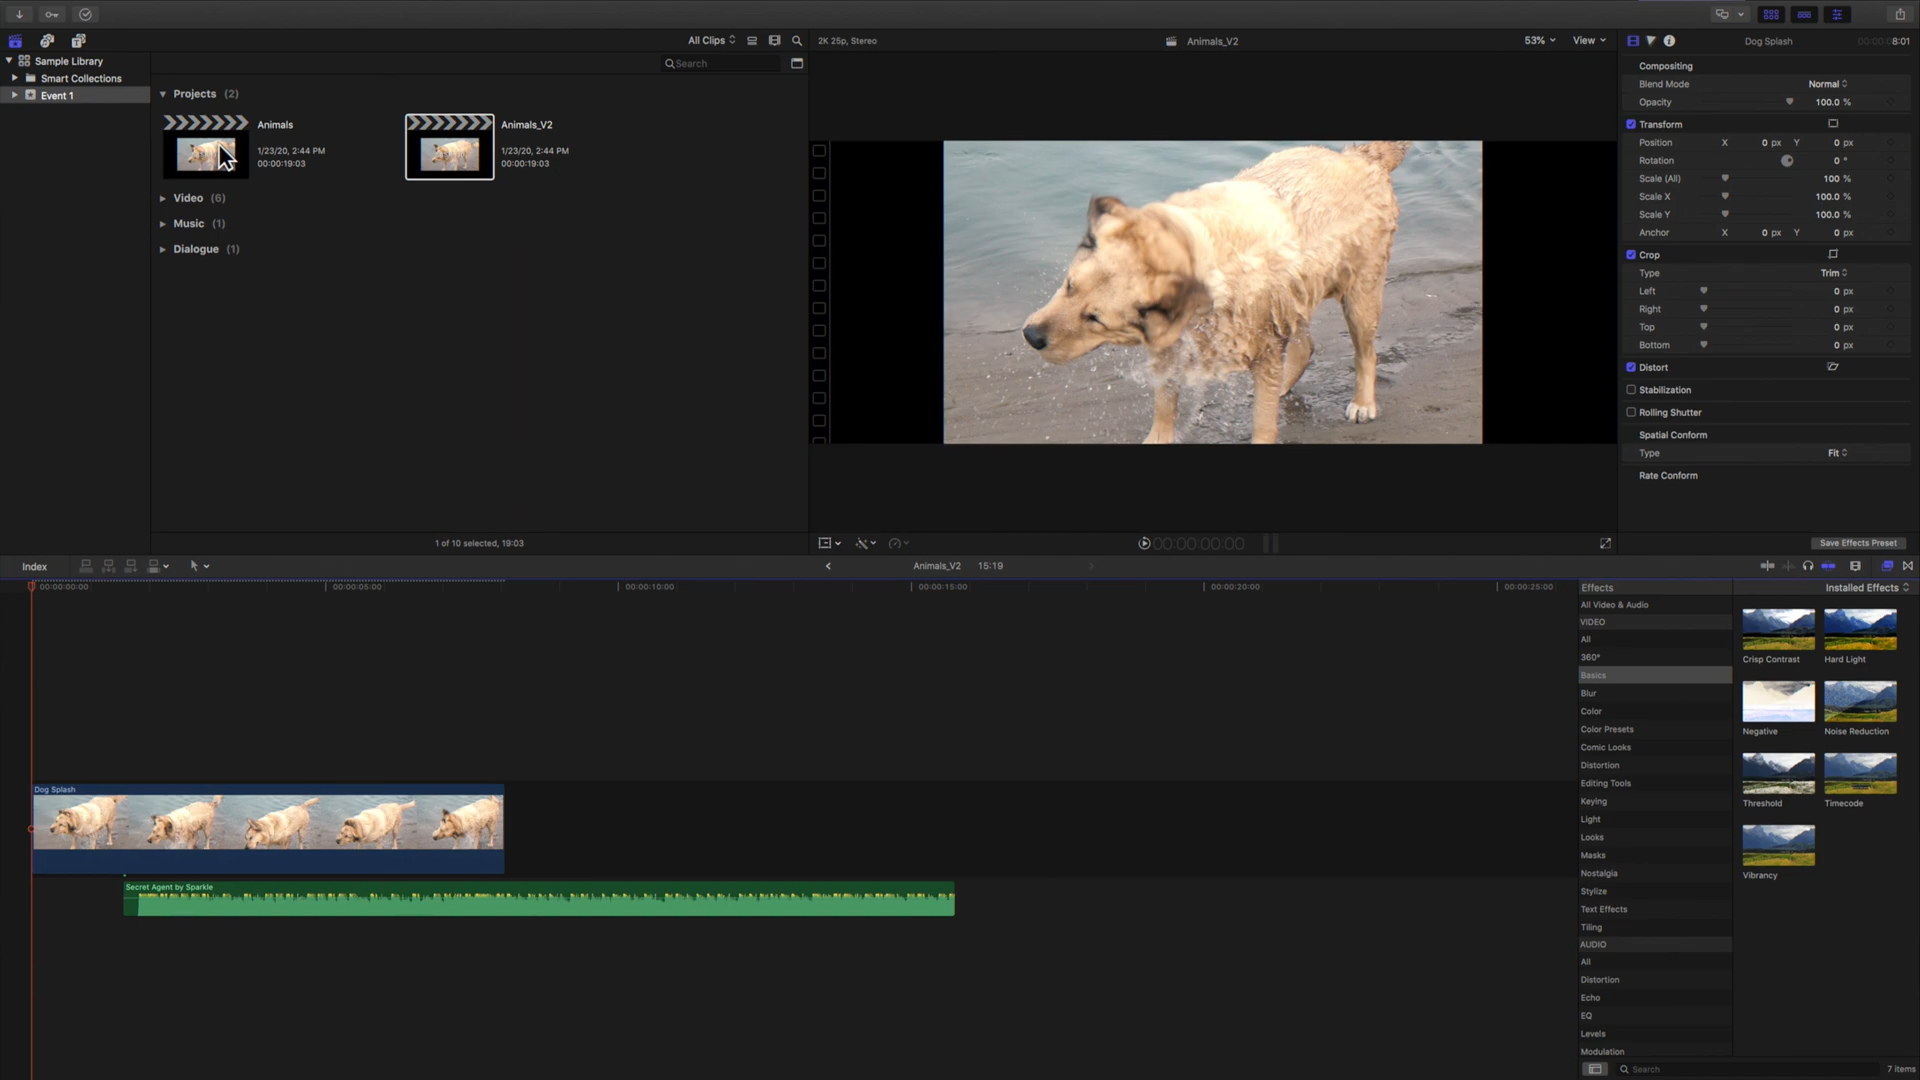 All Clips
2K 25p, Stereo
Animals_V2
53%
View
Dog Splash
00:00:08:01
Sample Library
Smart Collections
Event 1
Search
Projects (2)
Animals
1/23/20, 2:44 PM
00:00:19:03
Animals_V2
1/23/20, 2:44 PM
00:00:19:03
Video (6)
Music (1)
Dialogue (1)
1 of 10 selected, 19:03
00:00:00:00
Compositing
Blend Mode Normal
Opacity 100.0 %
Transform
Position X 0 px Y 0 px
Rotation 0 °
Scale (All) 100 %
Scale X 100.0 %
Scale Y 100.0 %
Anchor X 0 px Y 0 px
Crop
Type Trim
Left 0 px
Right 0 px
Top 0 px
Bottom 0 px
Distort
Stabilization
Rolling Shutter
Spatial Conform
Type Fit
Rate Conform
Save Effects Preset
Index
Animals_V2 15:19
00:00:00:00 00:00:05:00 00:00:10:00 00:00:15:00 00:00:20:00 00:00:25:00
Dog Splash
Secret Agent by Sparkle
Effects
Installed Effects
All Video & Audio
VIDEO
All
360°
Basics
Blur
Color
Color Presets
Comic Looks
Distortion
Editing Tools
Keying
Light
Looks
Masks
Nostalgia
Stylize
Text Effects
Tiling
AUDIO
All
Distortion
Echo
EQ
Levels
Modulation
Crisp Contrast
Hard Light
Negative
Noise Reduction
Threshold
Timecode
Vibrancy
Search
7 items